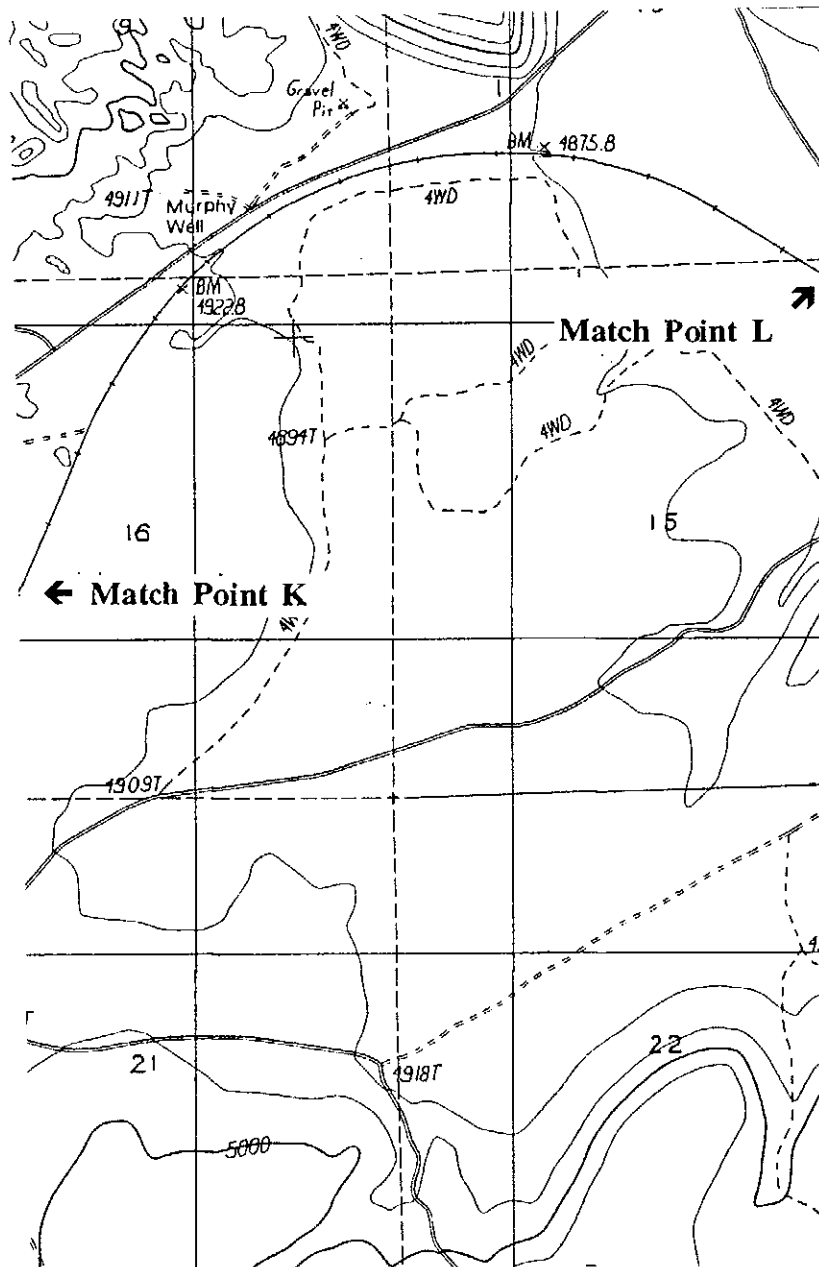 9
4WD
Gravel
Pit
BM
4875.8
4911T
Murphy
Well
4WD
BM
4922.8
Match Point L
4WD
4WD
4WD
4894T
16
15
← Match Point K
4909T
22
21
4918T
5000